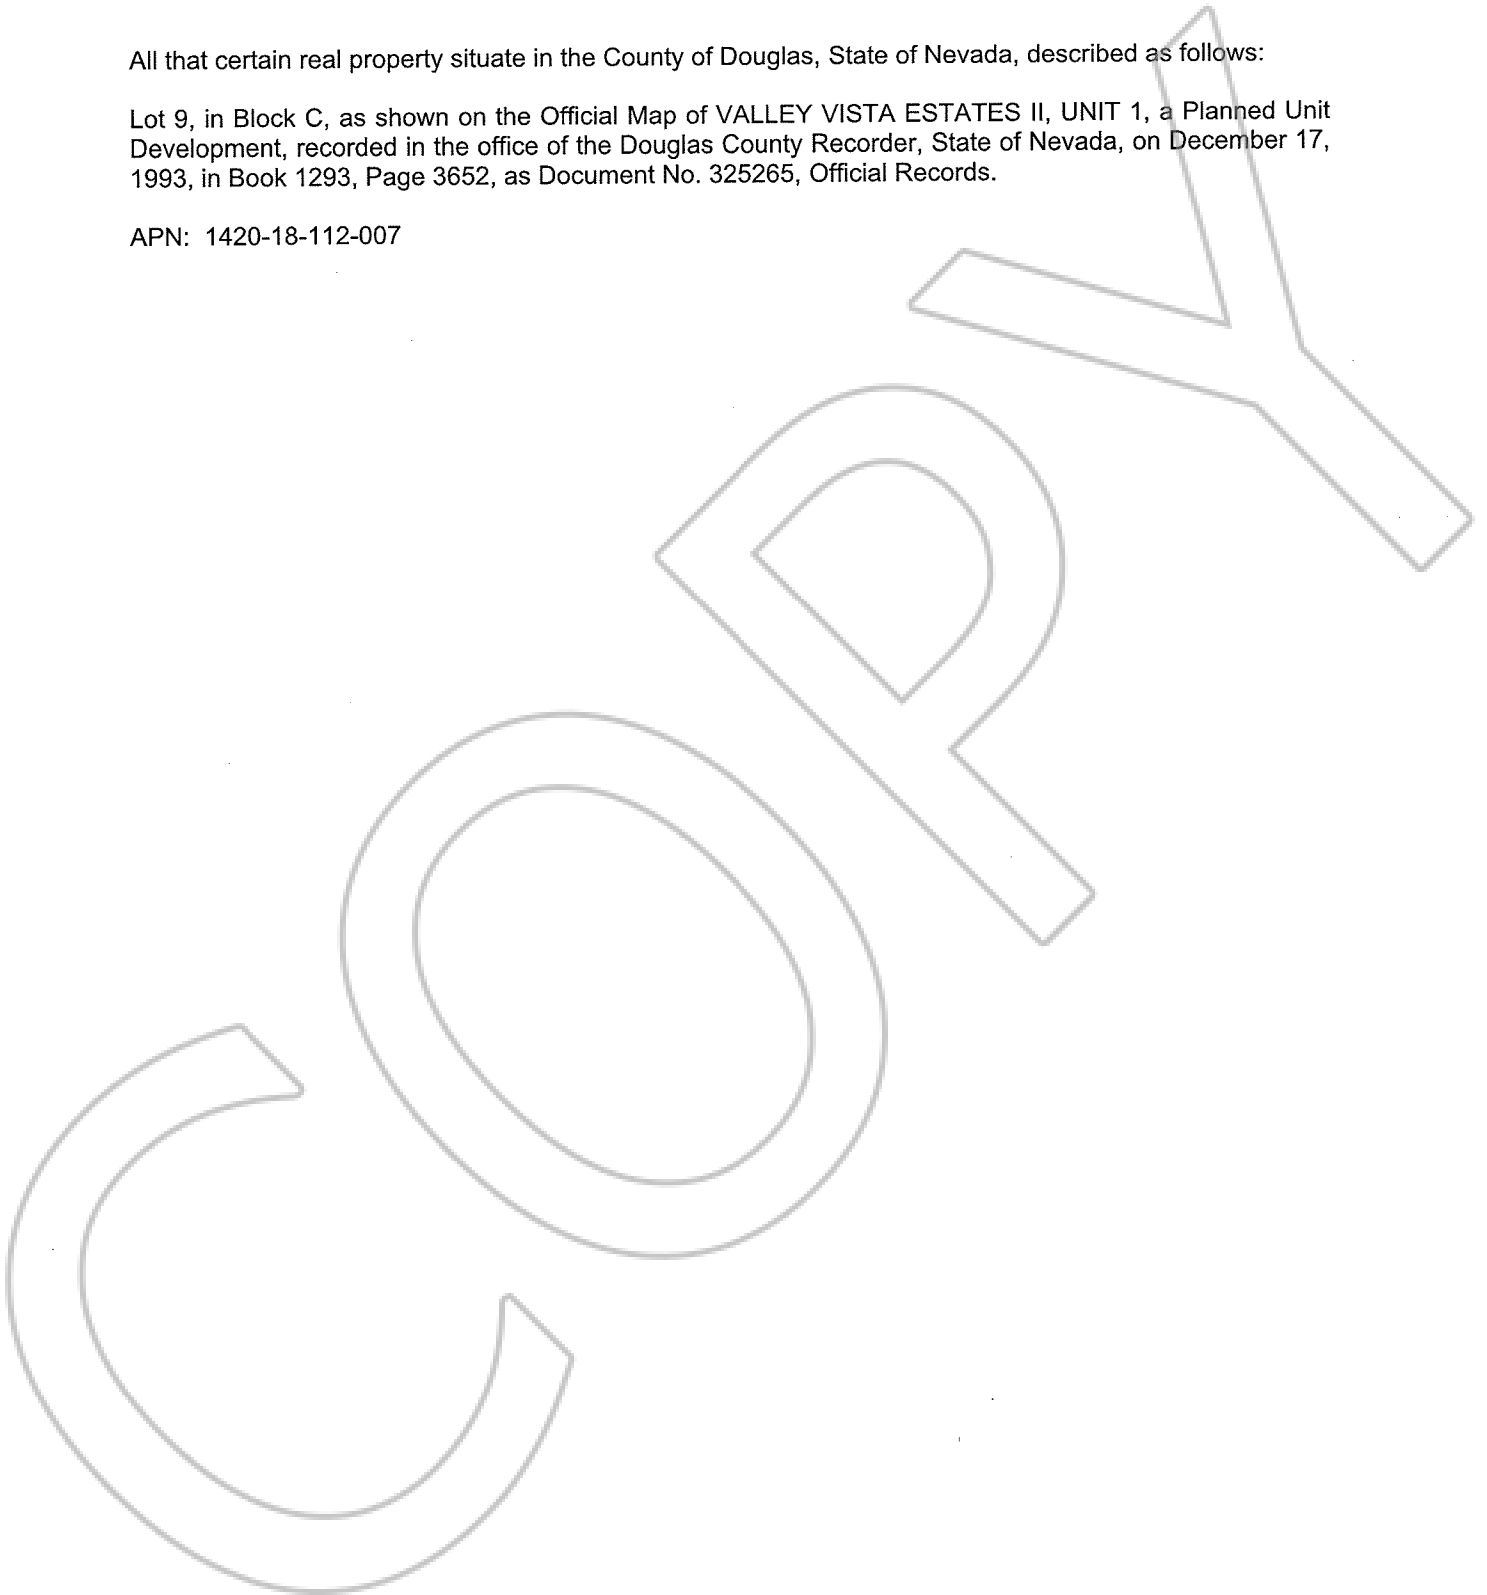 All that certain real property situate in the County of Douglas, State of Nevada, described as follows:
Lot 9, in Block C, as shown on the Official Map of VALLEY VISTA ESTATES II, UNIT 1, a Planned Unit
Development, recorded in the office of the Douglas County Recorder, State of Nevada, on December 17,
1993, in Book 1293, Page 3652, as Document No. 325265, Official Records.
APN: 1420-18-112-007
COPY